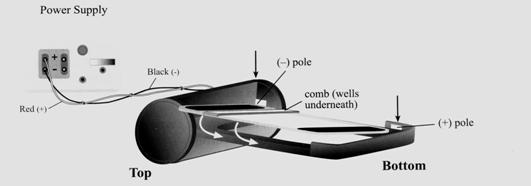 Power Supply
+
−
Black (-)
Red (+)
(−) pole
comb (wells
underneath)
(+) pole
Top
Bottom